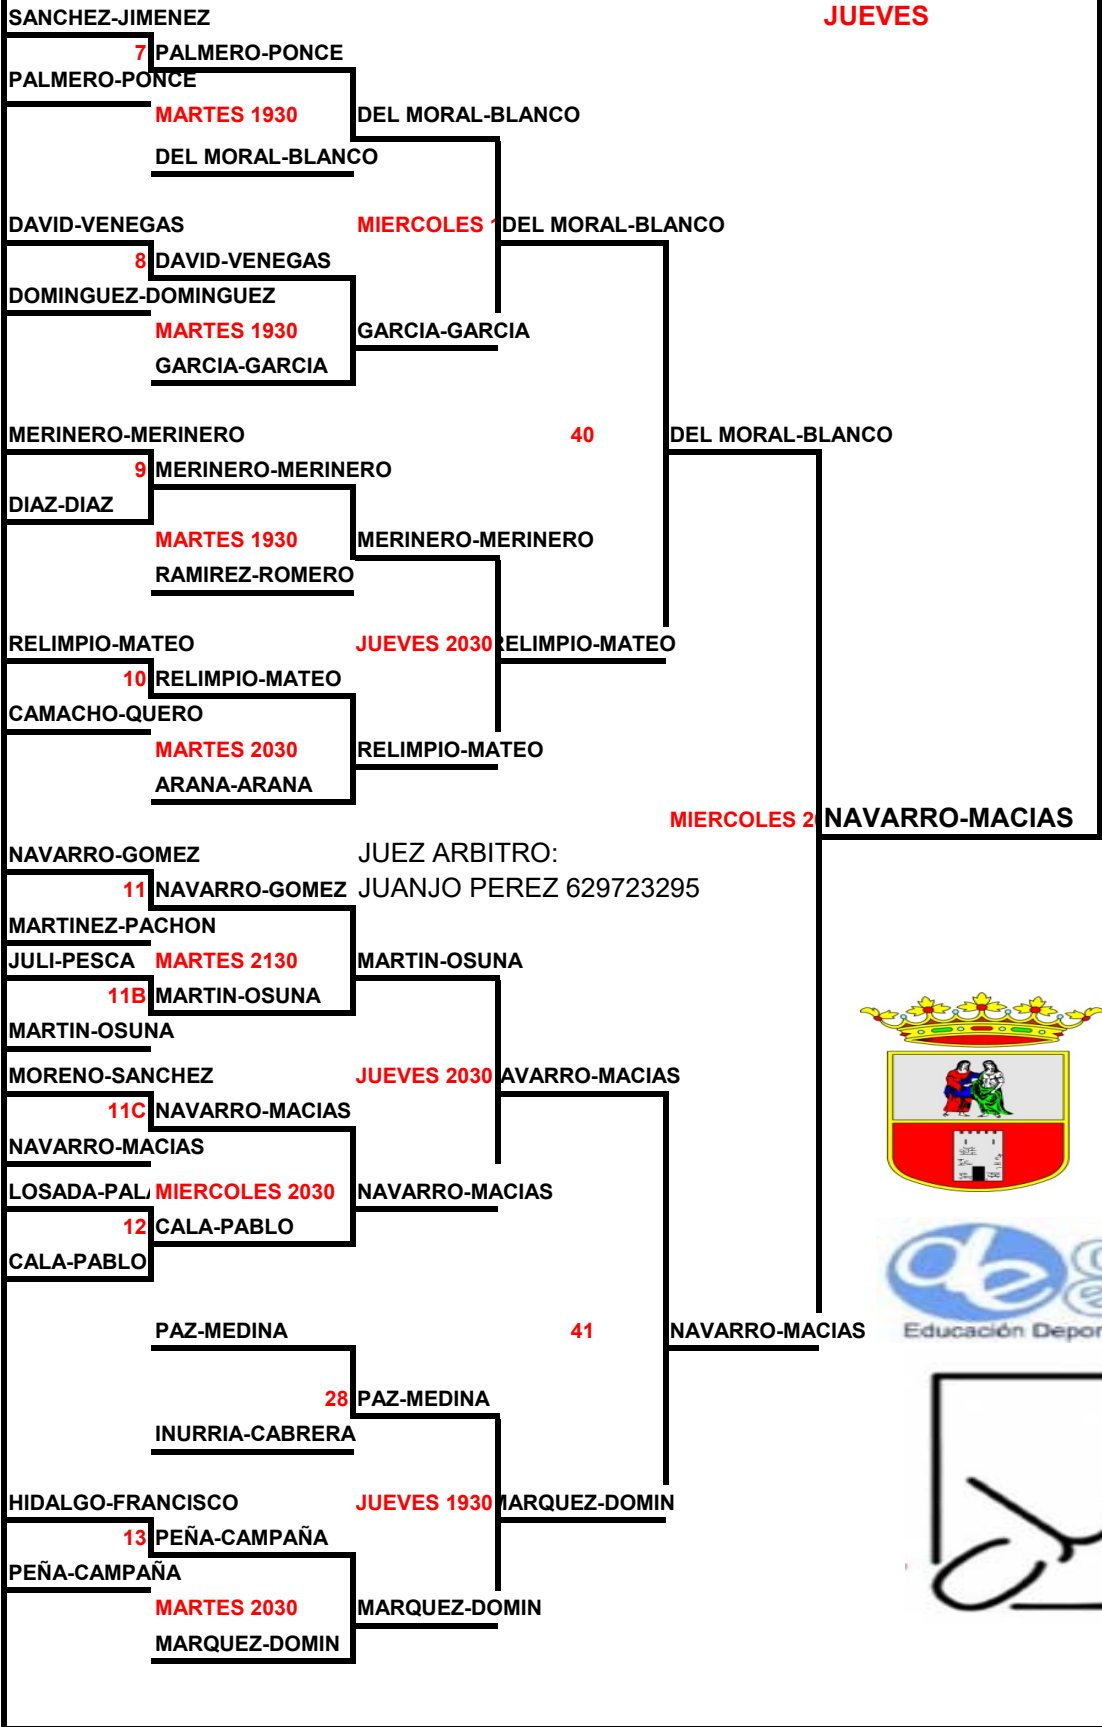 SANCHEZ-JIMENEZ JUEVES
7 PALMERO-PONCE
PALMERO-PONCE
MARTES 1930 DEL MORAL-BLANCO
DEL MORAL-BLANCO
DAVID-VENEGAS MIERCOLES DEL MORAL-BLANCO
8 DAVID-VENEGAS
DOMINGUEZ-DOMINGUEZ
MARTES 1930 GARCIA-GARCIA
GARCIA-GARCIA
MERINERO-MERINERO 40 DEL MORAL-BLANCO
9 MERINERO-MERINERO
DIAZ-DIAZ
MARTES 1930 MERINERO-MERINERO
RAMIREZ-ROMERO
RELIMPIO-MATEO JUEVES 2030 RELIMPIO-MATEO
10 RELIMPIO-MATEO
CAMACHO-QUERO
MARTES 2030 RELIMPIO-MATEO
ARANA-ARANA
MIERCOLES 2 NAVARRO-MACIAS
NAVARRO-GOMEZ JUEZ ARBITRO:
11 NAVARRO-GOMEZ JUANJO PEREZ 629723295
MARTINEZ-PACHON
JULI-PESCA MARTES 2130 MARTIN-OSUNA
11B MARTIN-OSUNA
MARTIN-OSUNA
MORENO-SANCHEZ JUEVES 2030 AVARRO-MACIAS
11C NAVARRO-MACIAS
NAVARRO-MACIAS
LOSADA-PAL MIERCOLES 2030 NAVARRO-MACIAS
12 CALA-PABLO
CALA-PABLO
PAZ-MEDINA 41 NAVARRO-MACIAS
Educación Depor
28 PAZ-MEDINA
INURRIA-CABRERA
HIDALGO-FRANCISCO JUEVES 1930 MARQUEZ-DOMIN
13 PEÑA-CAMPAÑA
PEÑA-CAMPAÑA
MARTES 2030 MARQUEZ-DOMIN
MARQUEZ-DOMIN